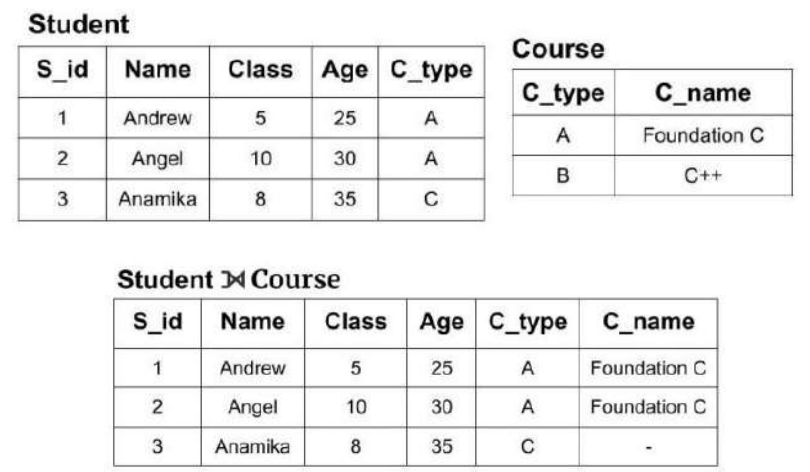 Student
S_id Name Class Age C_type
1 Andrew 5 25 A
2 Angel 10 30 A
3 Anamika 8 35 C
Course
C_type C_name
A Foundation C
B C++
Student ⟕ Course
S_id Name Class Age C_type C_name
1 Andrew 5 25 A Foundation C
2 Angel 10 30 A Foundation C
3 Anamika 8 35 C -